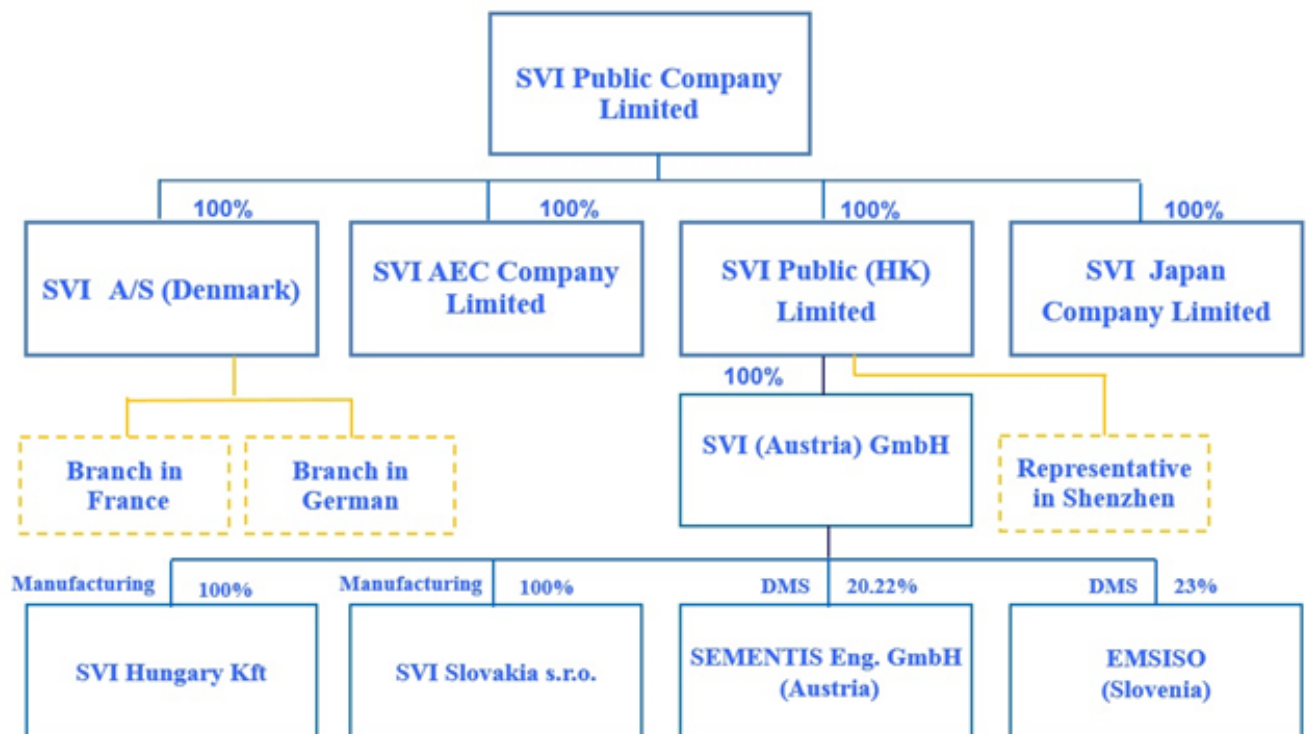 SVI Public Company
Limited
100%
100%
100%
100%
SVI A/S (Denmark)
SVI AEC Company
Limited
SVI Public (HK)
Limited
SVI Japan
Company Limited
100%
Branch in
France
Branch in
German
SVI (Austria) GmbH
Representative
in Shenzhen
Manufacturing 100%
Manufacturing 100%
DMS 20.22%
DMS 23%
SVI Hungary Kft
SVI Slovakia s.r.o.
SEMENTIS Eng. GmbH
(Austria)
EMSISO
(Slovenia)